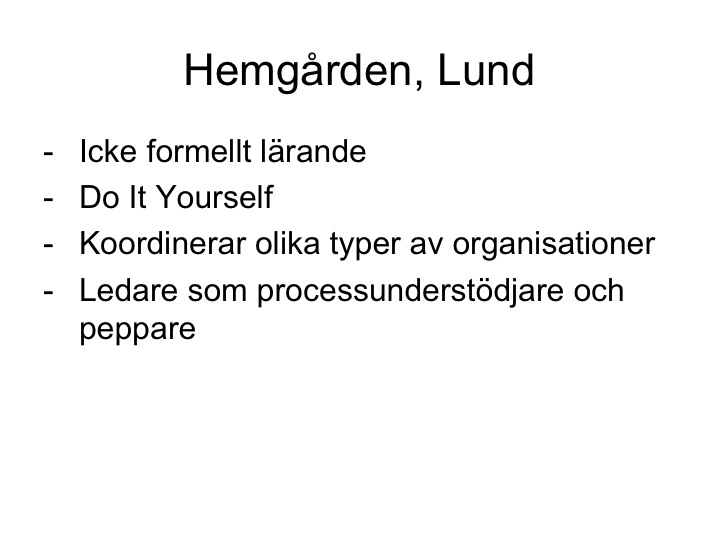 Hemgården, Lund
- Icke formellt lärande
- Do It Yourself
- Koordinerar olika typer av organisationer
- Ledare som processunderstödjare och
peppare